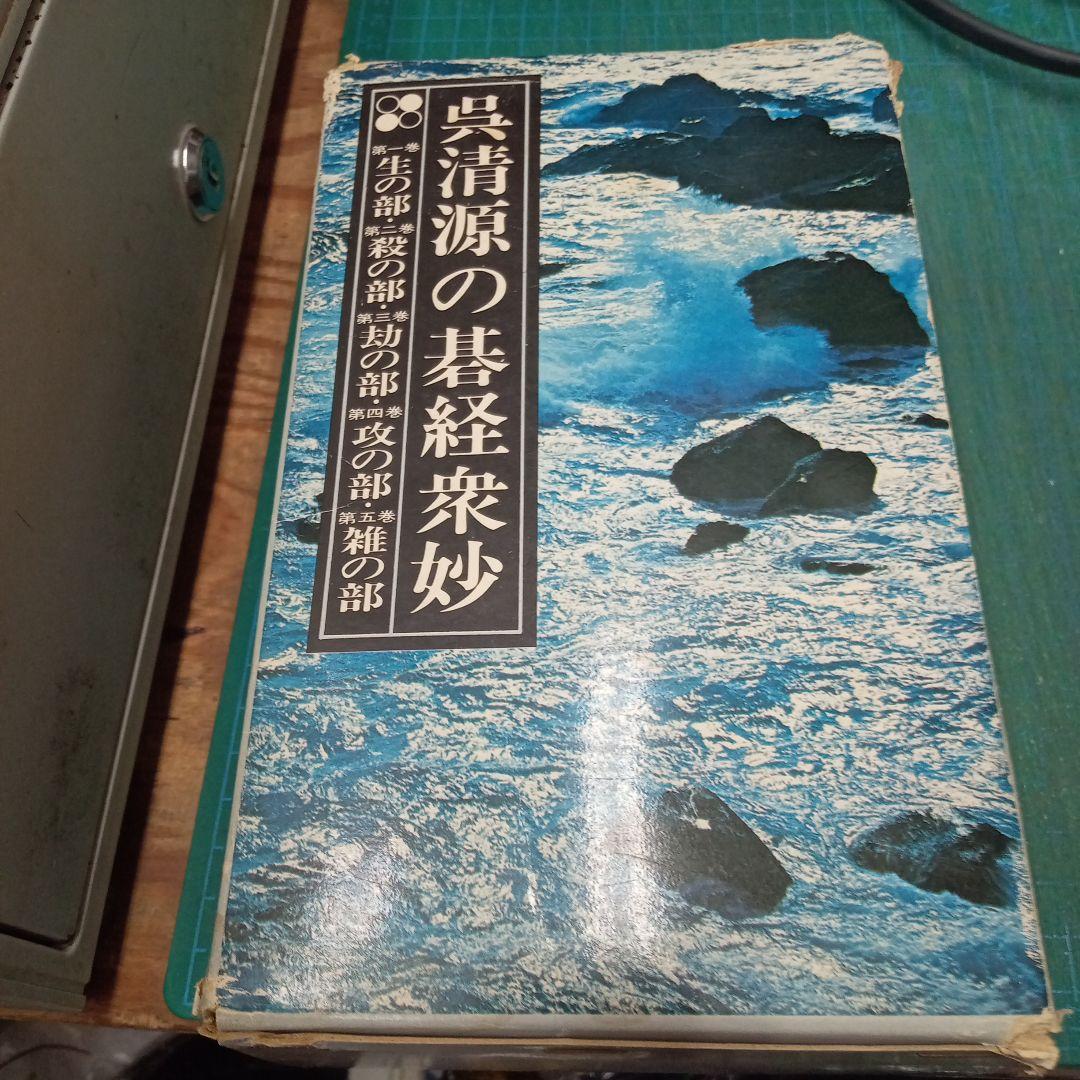 呉清源の碁経衆妙
第一巻 生の部・第二巻 殺の部・第三巻 劫の部・第四巻 攻の部・第五巻 雑の部